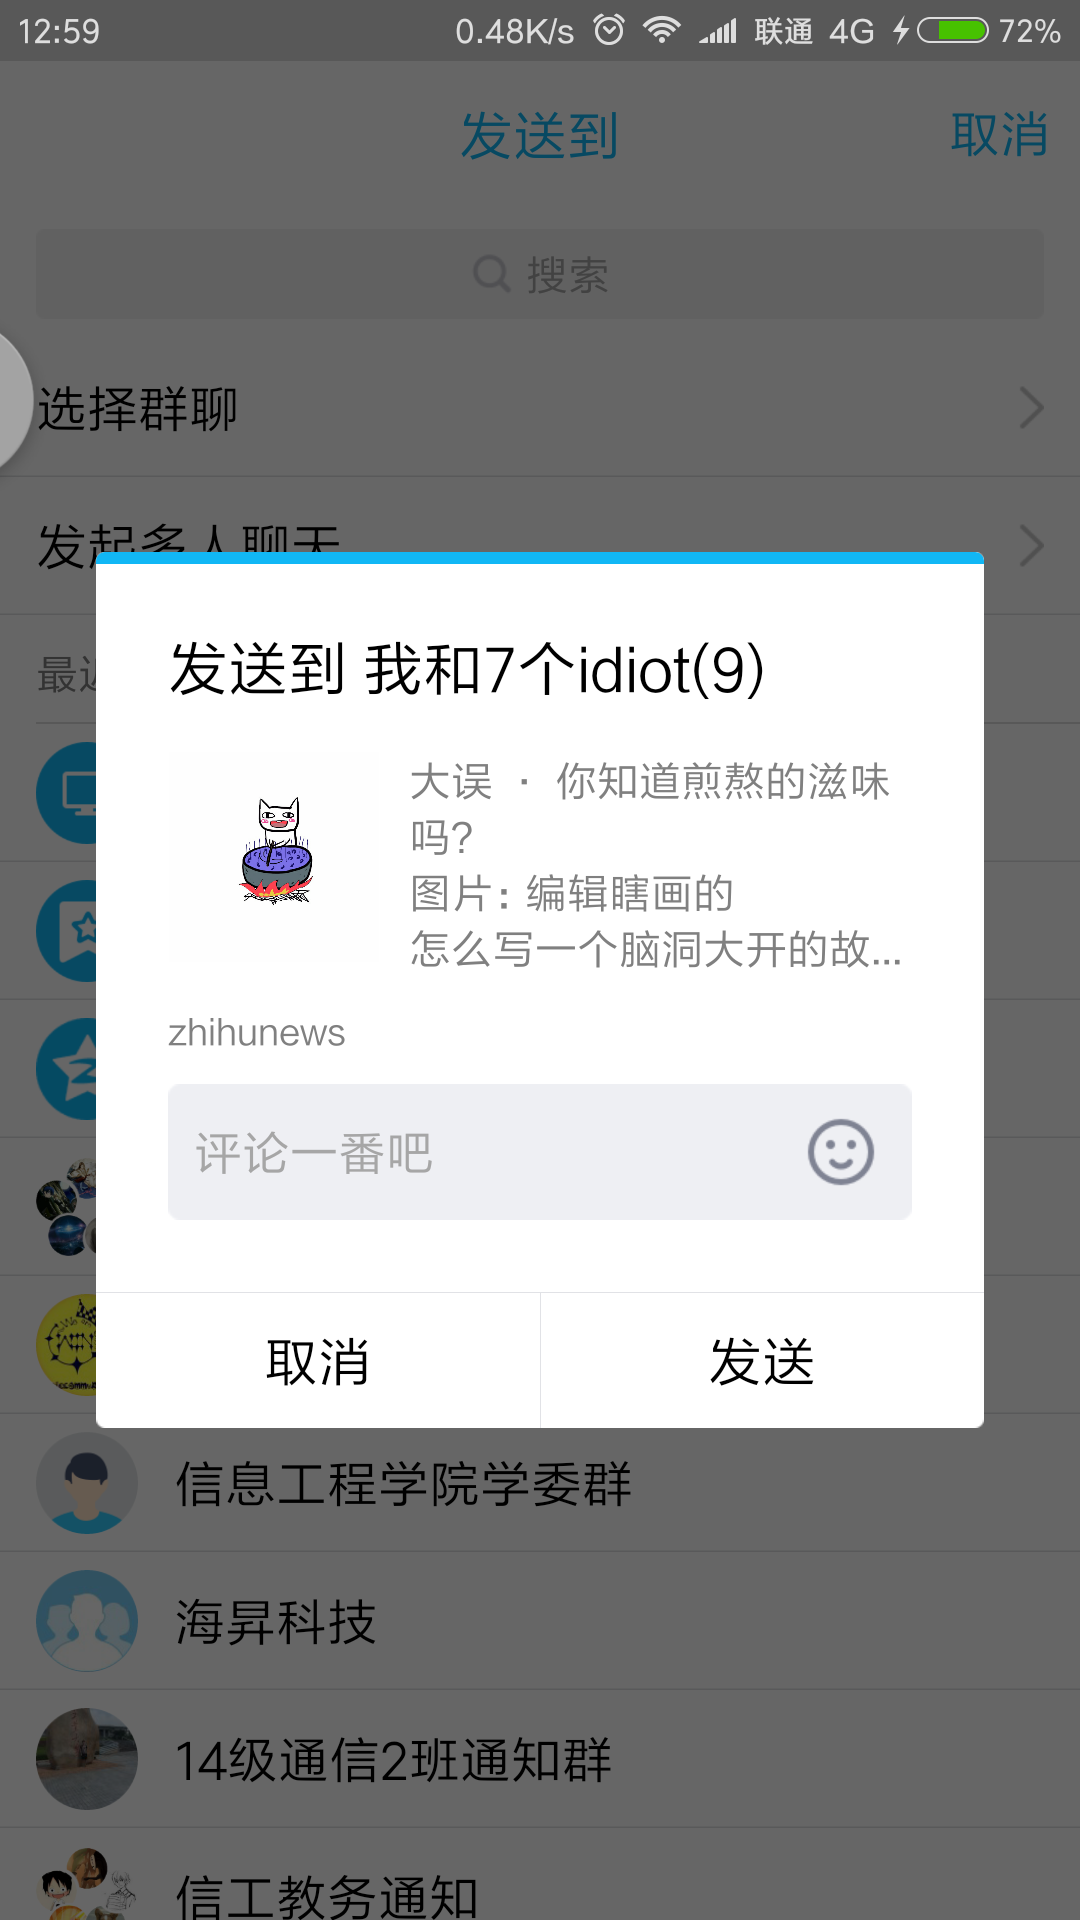 12:59 0.48K/s 联通 4G 72%
发送到 取消
搜索
选择群聊
发起多人聊天
发送到 我和7个idiot(9)
大误 · 你知道煎熬的滋味
吗?
图片: 编辑瞎画的
怎么写一个脑洞大开的故...
zhihunews
评论一番吧
取消 发送
信息工程学院学委群
海昇科技
14级通信2班通知群
信工教务通知